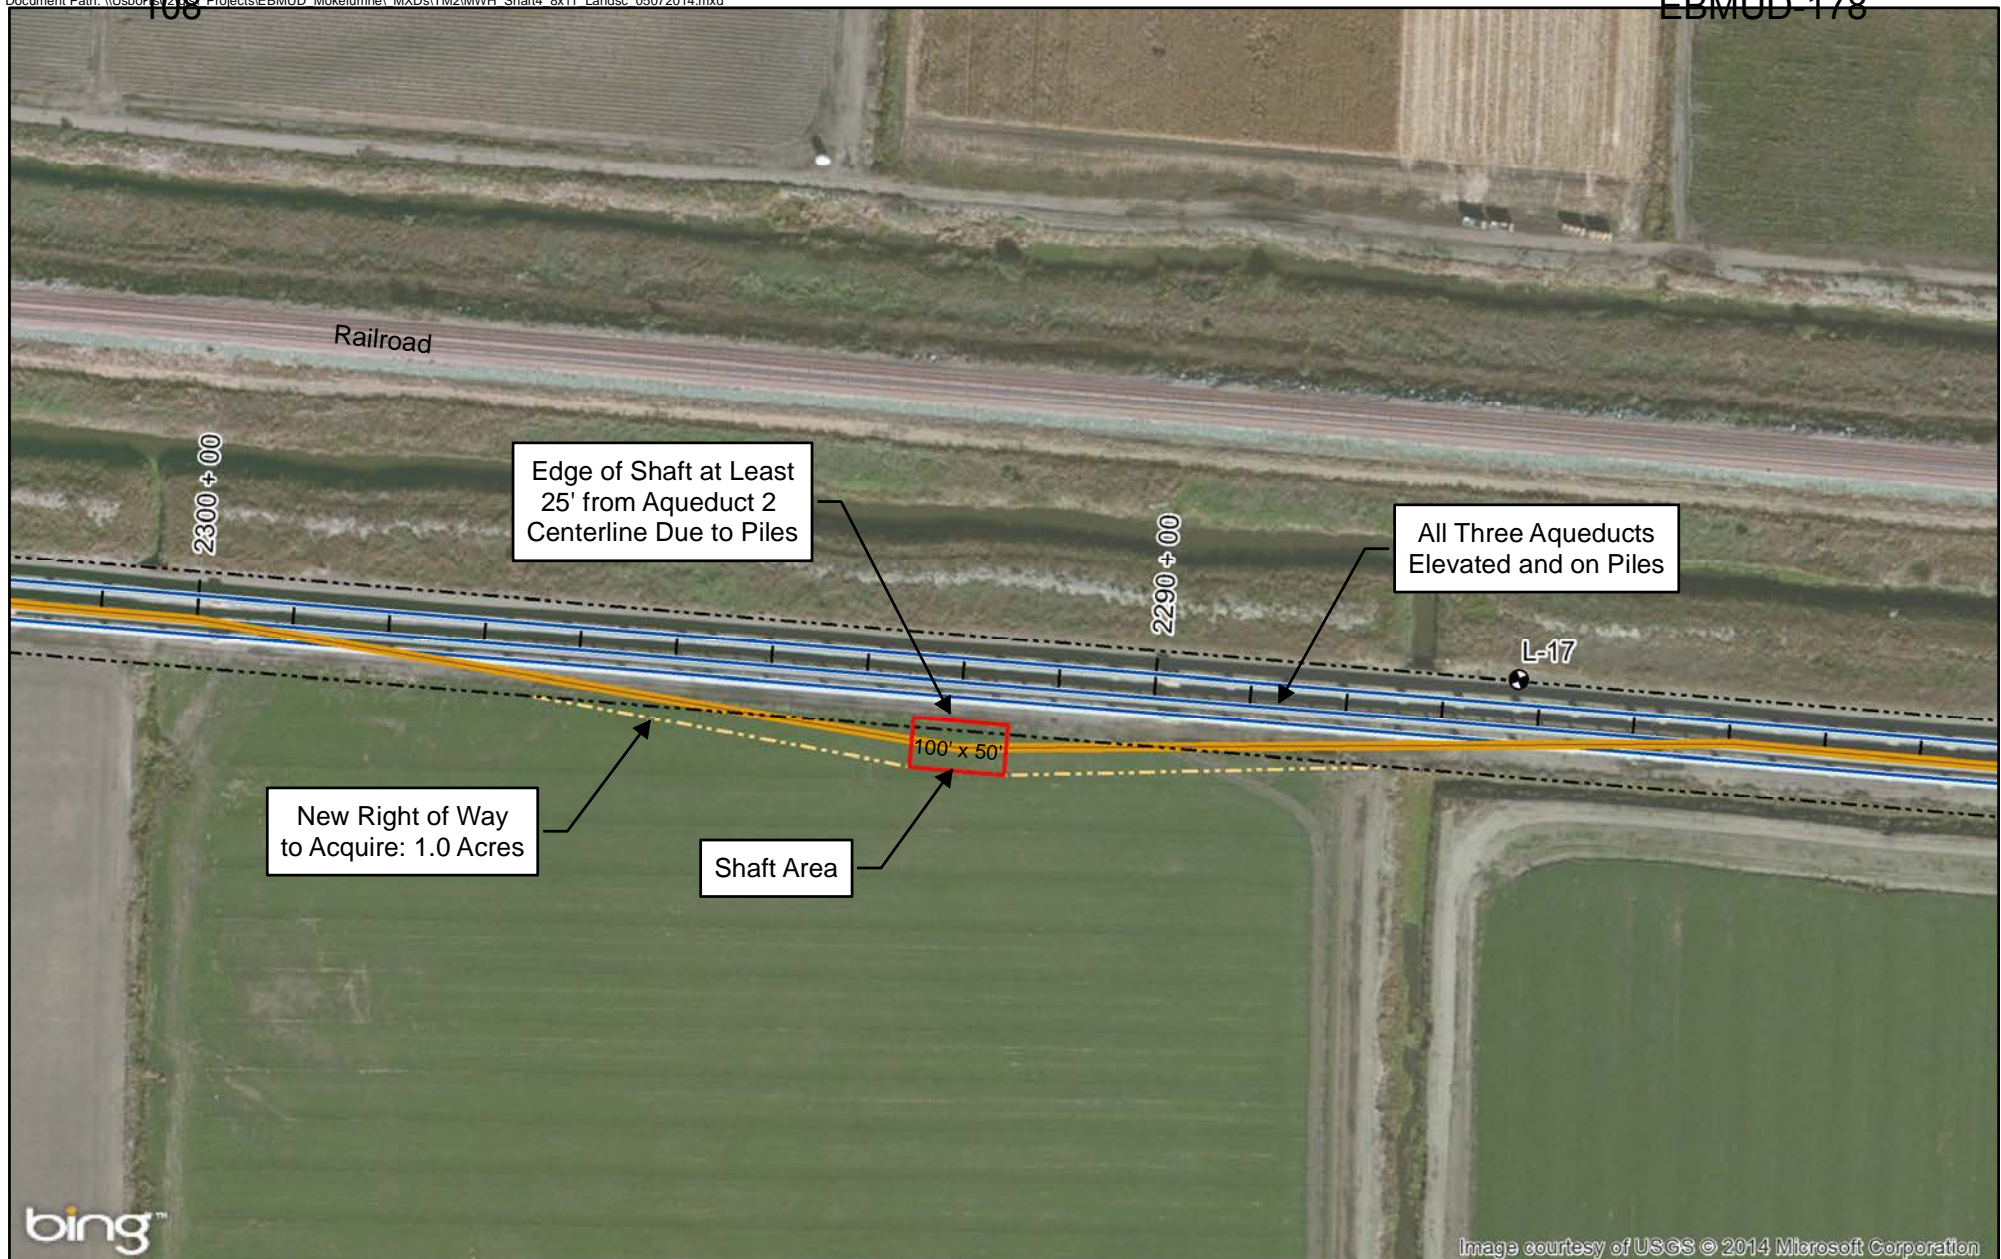 108
EBMUD-178
Railroad
2300 + 00
Edge of Shaft at Least
25' from Aqueduct 2
Centerline Due to Piles
2290 + 00
All Three Aqueducts
Elevated and on Piles
L-17
100' x 50'
New Right of Way
to Acquire: 1.0 Acres
Shaft Area
bing™
Image courtesy of USGS © 2014 Microsoft Corporation